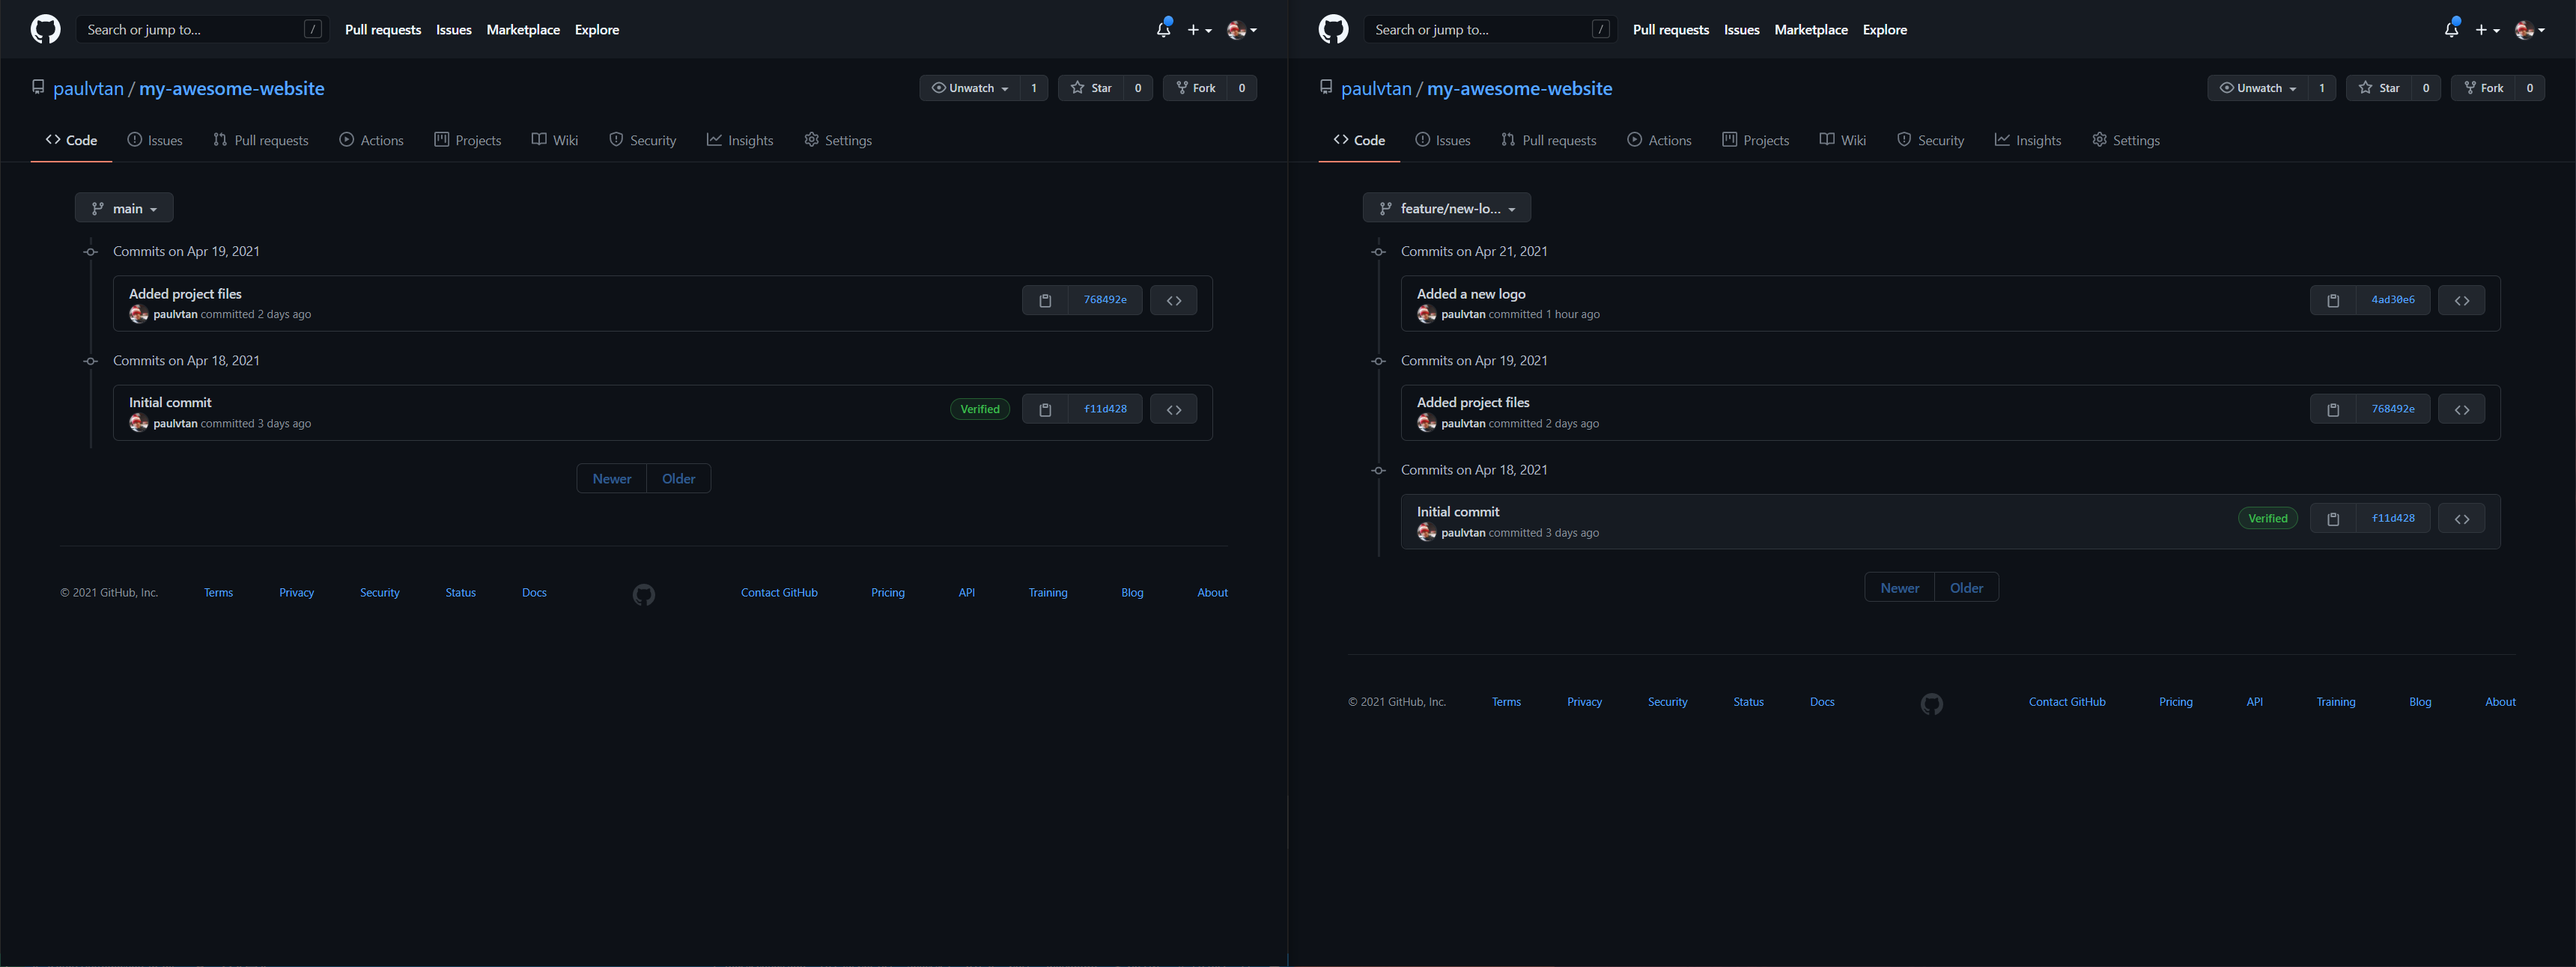 Search or jump to... / Pull requests Issues Marketplace Explore
paulvtan / my-awesome-website Unwatch 1 Star 0 Fork 0
Code Issues Pull requests Actions Projects Wiki Security Insights Settings
main
Commits on Apr 19, 2021
Added project files
paulvtan committed 2 days ago
768492e
Commits on Apr 18, 2021
Initial commit
paulvtan committed 3 days ago
Verified f11d428
Newer Older
© 2021 GitHub, Inc. Terms Privacy Security Status Docs Contact GitHub Pricing API Training Blog About
Search or jump to... / Pull requests Issues Marketplace Explore
paulvtan / my-awesome-website Unwatch 1 Star 0 Fork 0
Code Issues Pull requests Actions Projects Wiki Security Insights Settings
feature/new-lo...
Commits on Apr 21, 2021
Added a new logo
paulvtan committed 1 hour ago
4ad30e6
Commits on Apr 19, 2021
Added project files
paulvtan committed 2 days ago
768492e
Commits on Apr 18, 2021
Initial commit
paulvtan committed 3 days ago
Verified f11d428
Newer Older
© 2021 GitHub, Inc. Terms Privacy Security Status Docs Contact GitHub Pricing API Training Blog About